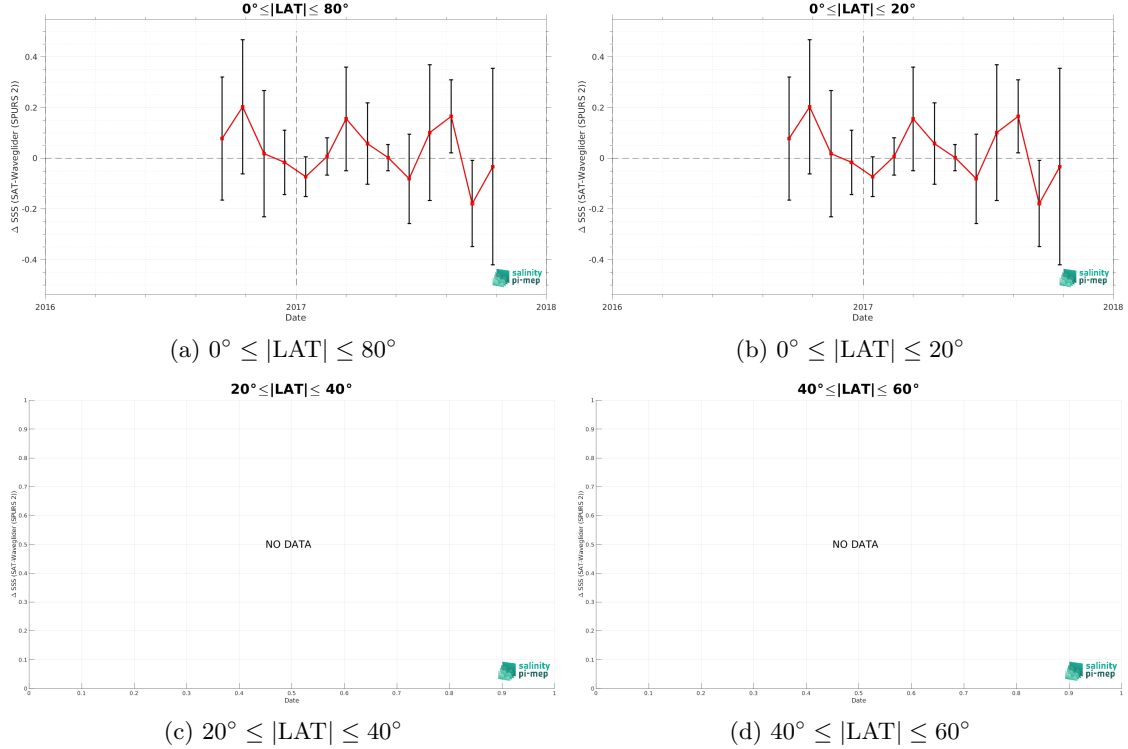 0°≤|LAT|≤ 80°
Δ SSS (SAT-Waveglider (SPURS 2))
0.4
0.2
0
-0.2
-0.4
2016
2017
2018
Date
salinity
pi-mep
(a) 0° ≤ |LAT| ≤ 80°
0°≤|LAT|≤ 20°
Δ SSS (SAT-Waveglider (SPURS 2))
0.4
0.2
0
-0.2
-0.4
2016
2017
2018
Date
salinity
pi-mep
(b) 0° ≤ |LAT| ≤ 20°
20°≤|LAT|≤ 40°
Δ SSS (SAT-Waveglider (SPURS 2))
1
0.9
0.8
0.7
0.6
0.5
0.4
0.3
0.2
0.1
0
NO DATA
0 0.1 0.2 0.3 0.4 0.5 0.6 0.7 0.8 0.9 1
Date
salinity
pi-mep
(c) 20° ≤ |LAT| ≤ 40°
40°≤|LAT|≤ 60°
Δ SSS (SAT-Waveglider (SPURS 2))
1
0.9
0.8
0.7
0.6
0.5
0.4
0.3
0.2
0.1
0
NO DATA
0 0.1 0.2 0.3 0.4 0.5 0.6 0.7 0.8 0.9 1
Date
salinity
pi-mep
(d) 40° ≤ |LAT| ≤ 60°